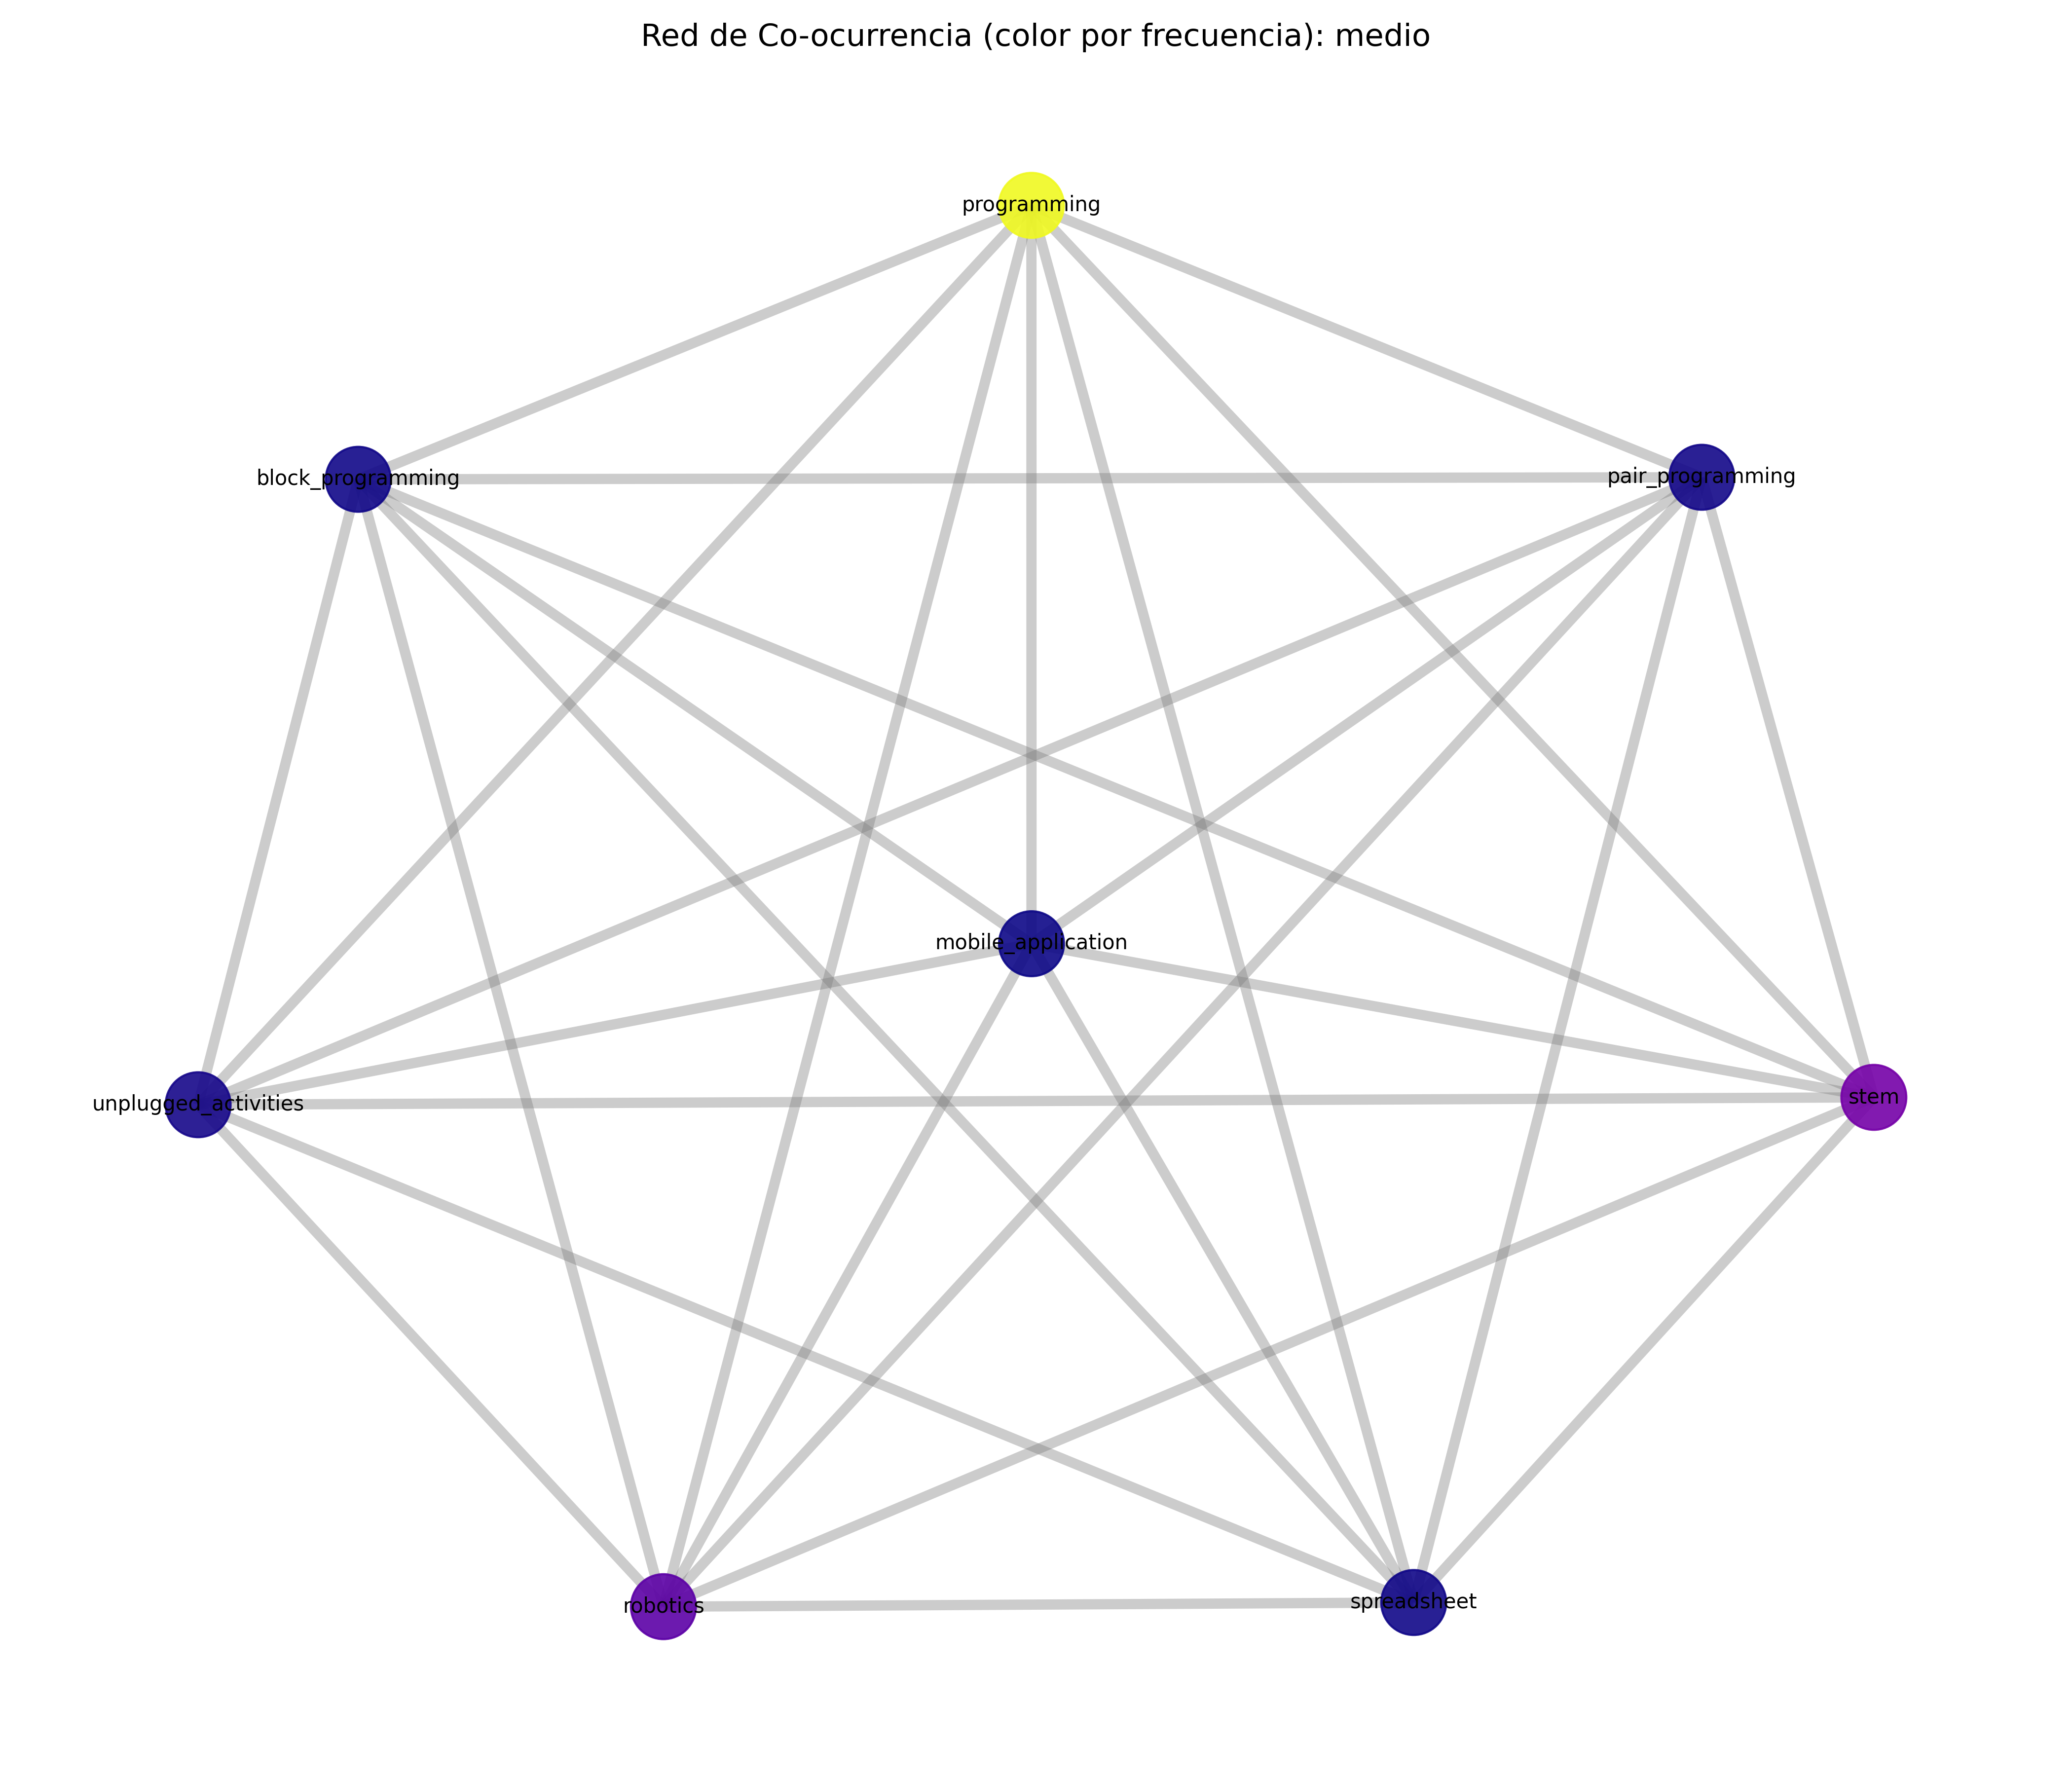 Red de Co-ocurrencia (color por frecuencia): medio
programming
block_programming
pair_programming
mobile_application
unplugged_activities
stem
robotics
spreadsheet